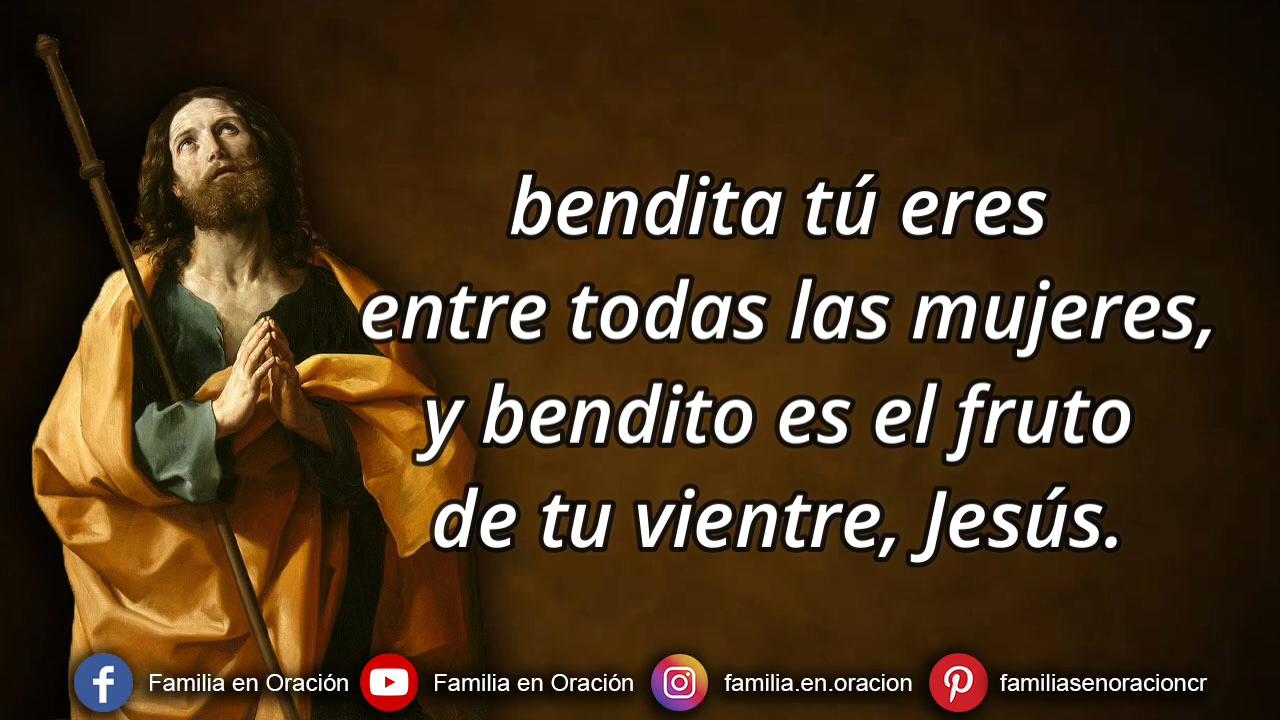 bendita tú eres
entre todas las mujeres,
y bendito es el fruto
de tu vientre, Jesús.
Familia en Oración Familia en Oración familia.en.oracion familiasenoracioncr